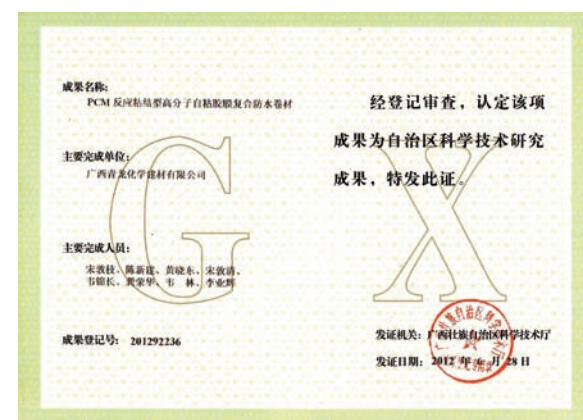 成果名称:
PCM 反应粘结型高分子自粘胶膜复合防水卷材
主要完成单位:
广西青龙化学建材有限公司
主要完成人员:
宋敦枝、陈新建、黄晓东、宋敦清、
韦锦长、黄荣华、韦 林、李业辉
成果登记号: 201292236
经登记审查,认定该项
成果为自治区科学技术研究
成果,特发此证。
发证机关: 广西壮族自治区科学技术厅
发证日期: 2012 年 6 月 28 日
GX